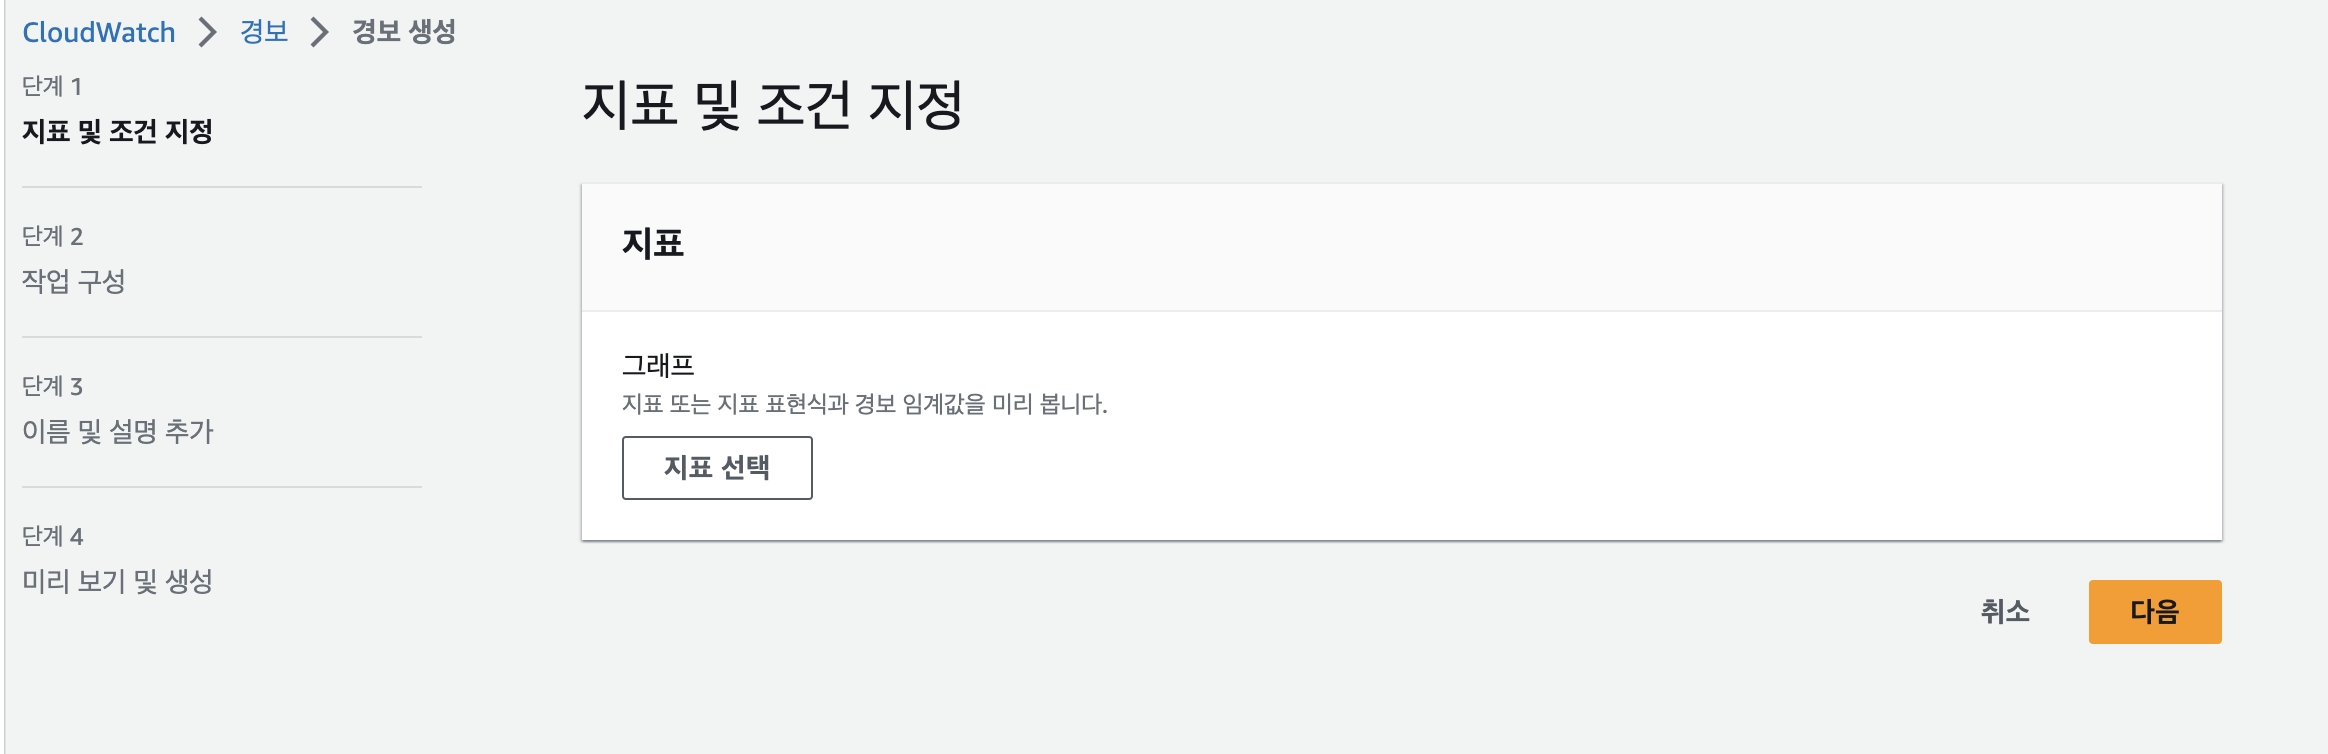 CloudWatch > 경보 > 경보 생성
단계 1
지표 및 조건 지정
단계 2
작업 구성
단계 3
이름 및 설명 추가
단계 4
미리 보기 및 생성
지표 및 조건 지정
지표
그래프
지표 또는 지표 표현식과 경보 임계값을 미리 봅니다.
지표 선택
취소
다음